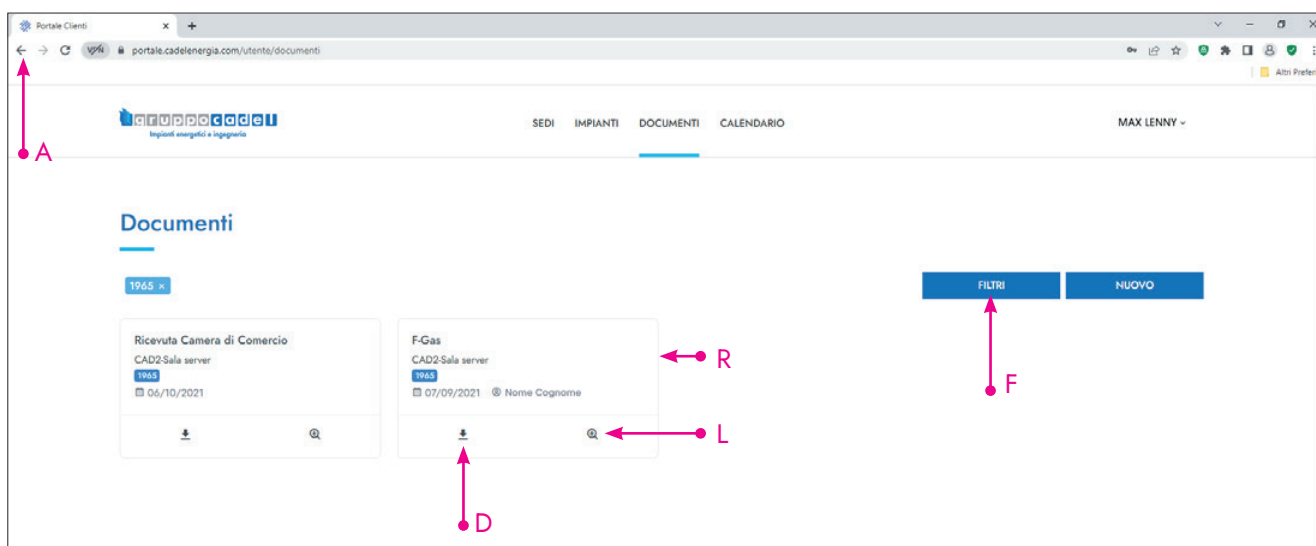 Portale Clienti
VPN portale.cadelenergia.com/utente/documenti
Altri Prefer
gruppocadel
Impianti energetici e ingegneria
SEDI IMPIANTI DOCUMENTI CALENDARIO MAX LENNY
A
Documenti
1965 × FILTRI NUOVO
Ricevuta Camera di Comercio
CAD2-Sala server
1965
06/10/2021
F-Gas
CAD2-Sala server
1965
07/09/2021 Nome Cognome
R
F
L
D